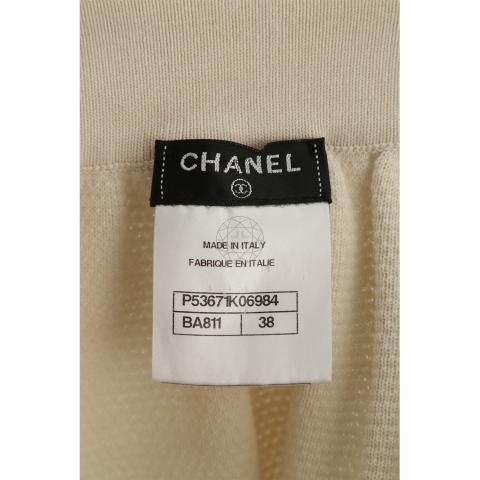 CHANEL
MADE IN ITALY
FABRIQUE EN ITALIE
P53671K06984
BA811 38